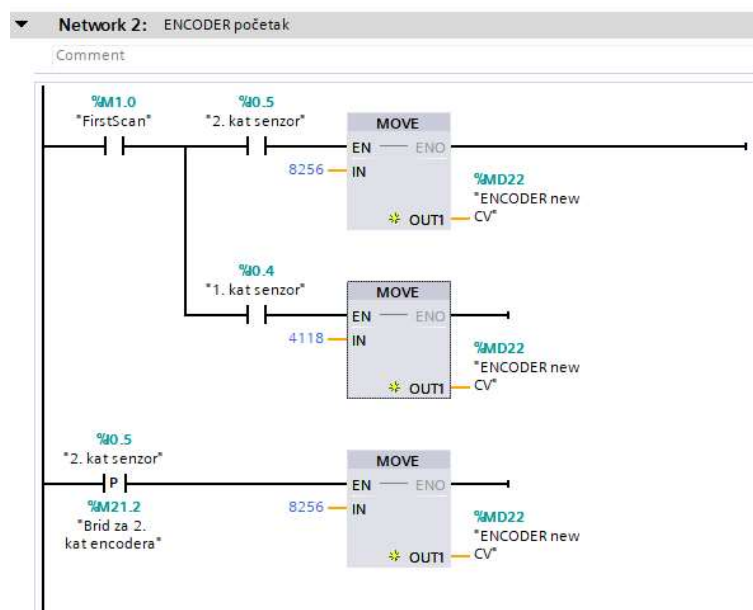 Network 2: ENCODER početak
Comment
%M1.0
"FirstScan"
%I0.5
"2. kat senzor"
MOVE
EN ENO
8256 IN
OUT1
%MD22
"ENCODER new
CV"
%I0.4
"1. kat senzor"
MOVE
EN ENO
4118 IN
OUT1
%MD22
"ENCODER new
CV"
%I0.5
"2. kat senzor"
P
%M21.2
"Brid za 2.
kat encodera"
MOVE
EN ENO
8256 IN
OUT1
%MD22
"ENCODER new
CV"